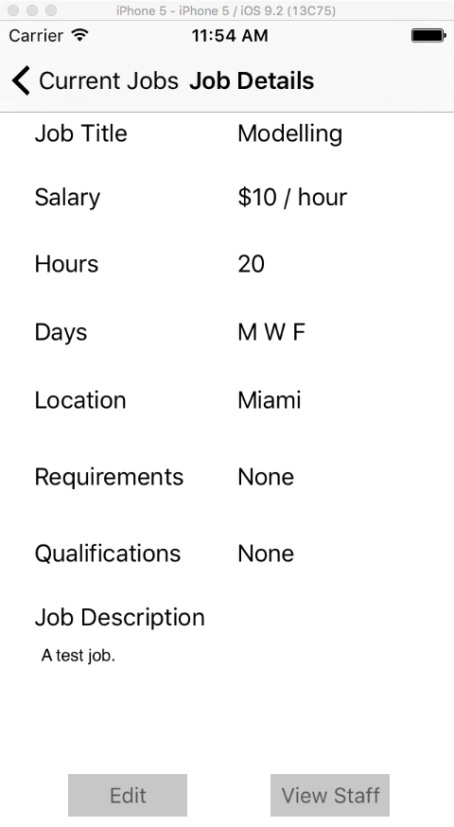 iPhone 5 - iPhone 5 / iOS 9.2 (13C75)
Carrier 11:54 AM
Current Jobs Job Details
Job Title Modelling
Salary $10 / hour
Hours 20
Days M W F
Location Miami
Requirements None
Qualifications None
Job Description
A test job.
Edit View Staff